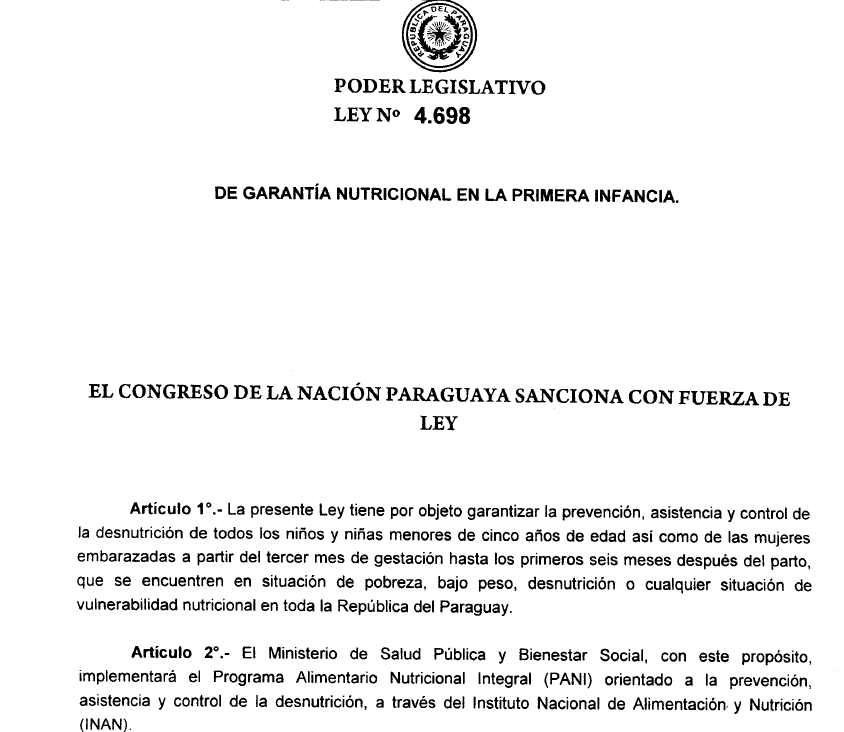 REPUBLICA DEL PARAGUAY
PODER LEGISLATIVO
LEY Nº 4.698
DE GARANTÍA NUTRICIONAL EN LA PRIMERA INFANCIA.
EL CONGRESO DE LA NACIÓN PARAGUAYA SANCIONA CON FUERZA DE
LEY
Artículo 1º.- La presente Ley tiene por objeto garantizar la prevención, asistencia y control de
la desnutrición de todos los niños y niñas menores de cinco años de edad así como de las mujeres
embarazadas a partir del tercer mes de gestación hasta los primeros seis meses después del parto,
que se encuentren en situación de pobreza, bajo peso, desnutrición o cualquier situación de
vulnerabilidad nutricional en toda la República del Paraguay.
Artículo 2º.- El Ministerio de Salud Pública y Bienestar Social, con este propósito,
implementará el Programa Alimentario Nutricional Integral (PANI) orientado a la prevención,
asistencia y control de la desnutrición, a través del Instituto Nacional de Alimentación y Nutrición
(INAN).